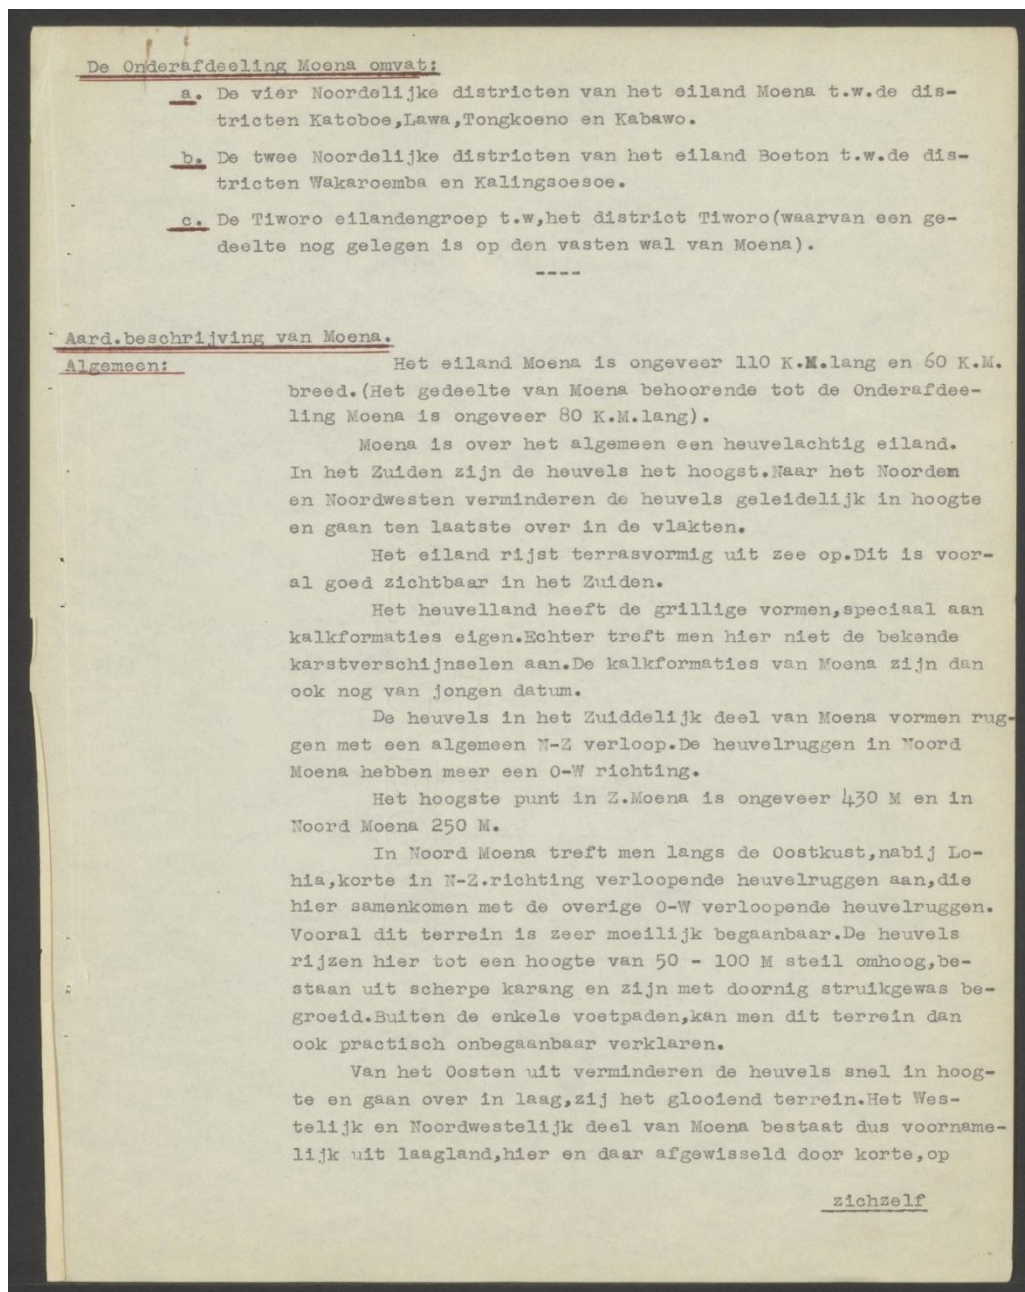 De Onderafdeeling Moena omvat:
a. De vier Noordelijke districten van het eiland Moena t.w.de dis-
tricten Katoboe,Lawa,Tongkoeno en Kabawo.
b. De twee Noordelijke districten van het eiland Boeton t.w.de dis-
tricten Wakaroemba en Kalingsoesoe.
c. De Tiworo eilandengroep t.w,het district Tiworo(waarvan een ge-
deelte nog gelegen is op den vasten wal van Moena).
----
Aard.beschrijving van Moena.
Algemeen: Het eiland Moena is ongeveer 110 K.M.lang en 60 K.M.
breed.(Het gedeelte van Moena behoorende tot de Onderafdee-
ling Moena is ongeveer 80 K.M.lang).
Moena is over het algemeen een heuvelachtig eiland.
In het Zuiden zijn de heuvels het hoogst.Naar het Noorden
en Noordwesten verminderen de heuvels geleidelijk in hoogte
en gaan ten laatste over in de vlakten.
Het eiland rijst terrasvormig uit zee op.Dit is voor-
al goed zichtbaar in het Zuiden.
Het heuvelland heeft de grillige vormen,speciaal aan
kalkformaties eigen.Echter treft men hier niet de bekende
karstverschijnselen aan.De kalkformaties van Moena zijn dan
ook nog van jongen datum.
De heuvels in het Zuiddelijk deel van Moena vormen rug-
gen met een algemeen N-Z verloop.De heuvelruggen in Noord
Moena hebben meer een O-W richting.
Het hoogste punt in Z.Moena is ongeveer 430 M en in
Noord Moena 250 M.
In Noord Moena treft men langs de Oostkust,nabij Lo-
hia,korte in N-Z.richting verloopende heuvelruggen aan,die
hier samenkomen met de overige O-W verloopende heuvelruggen.
Vooral dit terrein is zeer moeilijk begaanbaar.De heuvels
rijzen hier tot een hoogte van 50 - 100 M steil omhoog,be-
staan uit scherpe karang en zijn met doornig struikgewas be-
groeid.Buiten de enkele voetpaden,kan men dit terrein dan
ook practisch onbegaanbaar verklaren.
Van het Oosten uit verminderen de heuvels snel in hoog-
te en gaan over in laag,zij het glooiend terrein.Het Wes-
telijk en Noordwestelijk deel van Moena bestaat dus voorname-
lijk uit laagland,hier en daar afgewisseld door korte,op
zichzelf